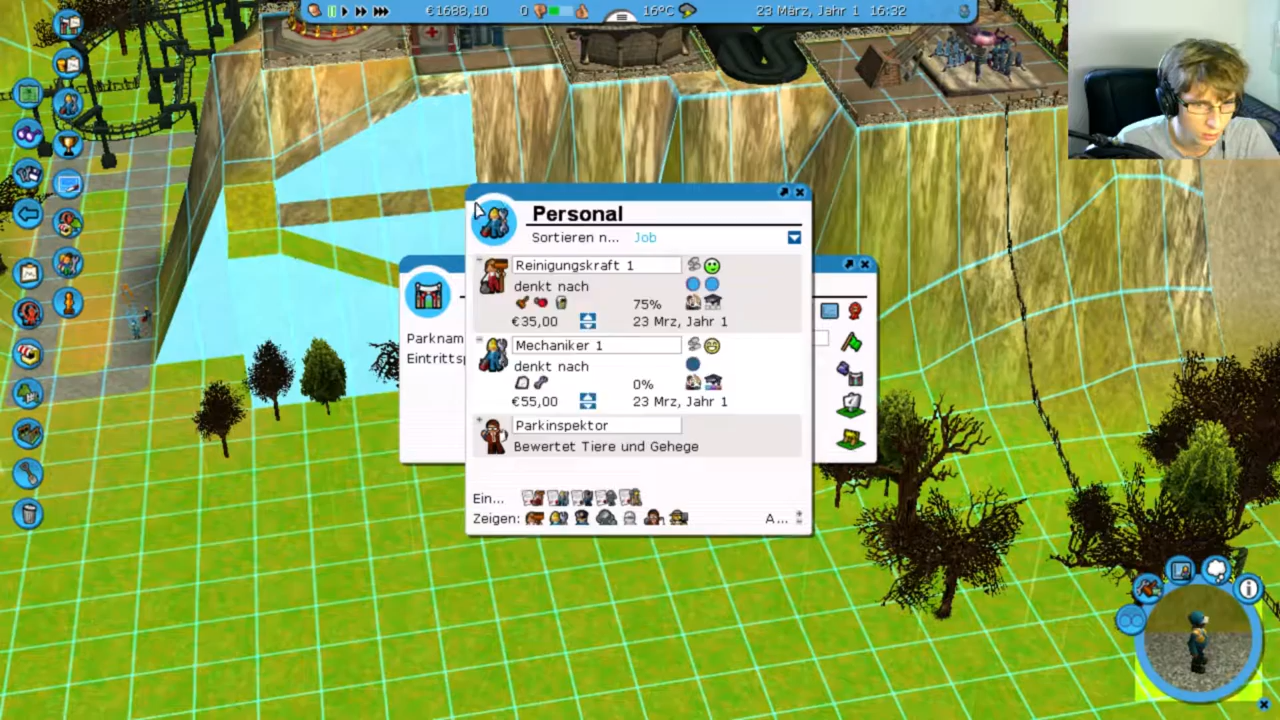 €1688,10 0 16°C 23 März, Jahr 1 16:32
Personal
Sortieren n... Job
Reinigungskraft 1
denkt nach
75%
€35,00 23 Mrz, Jahr 1
Mechaniker 1
denkt nach
0%
€55,00 23 Mrz, Jahr 1
Parkinspektor
Bewertet Tiere und Gehege
Ein...
Zeigen: A...
Parknam
Eintrittsp